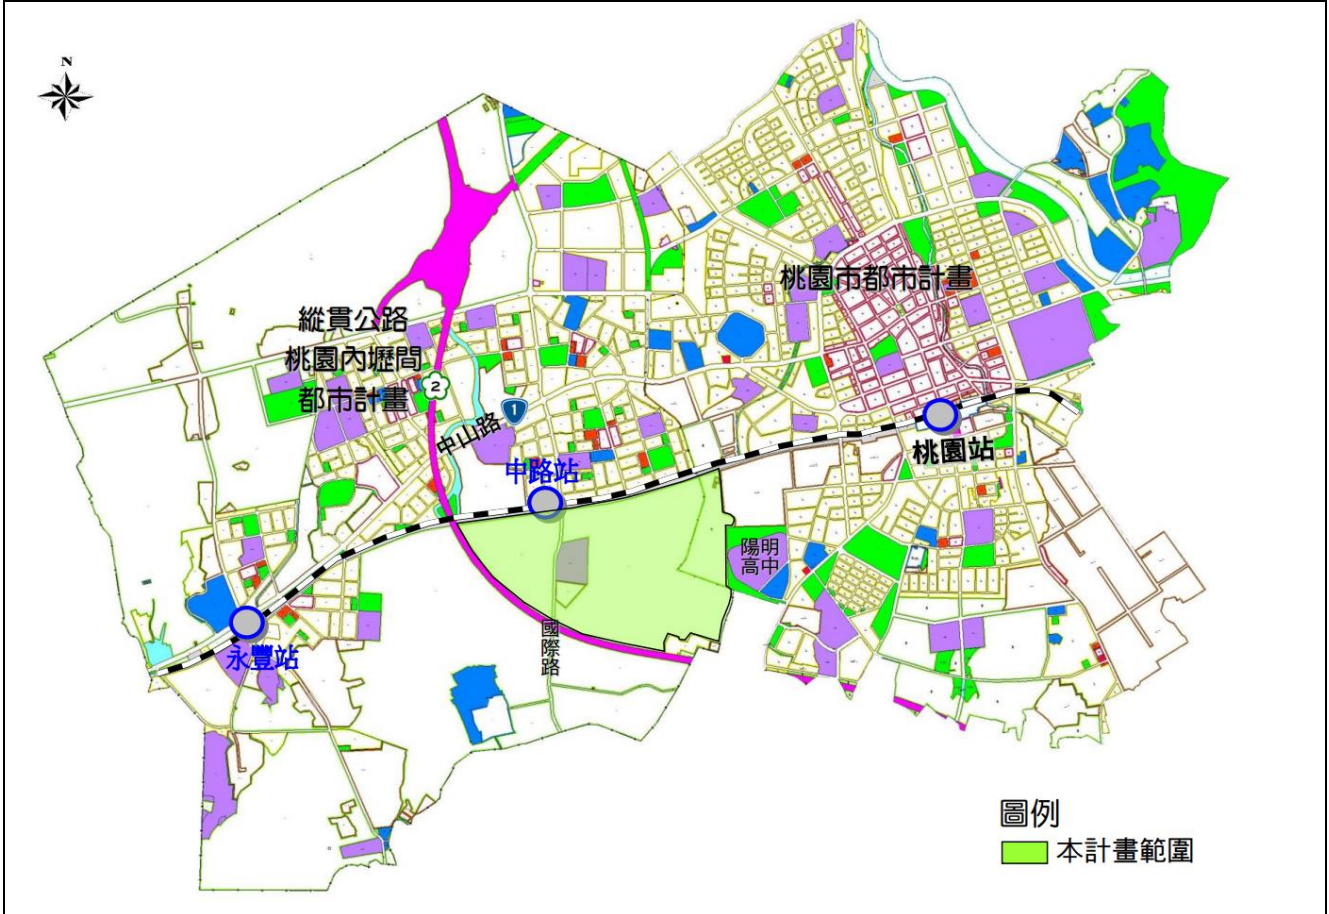 N
桃園市都市計畫
縱貫公路
桃園內壢間
都市計畫
2
1
中山路
中路站
桃園站
陽明
高中
國際路
永豐站
圖例
本計畫範圍